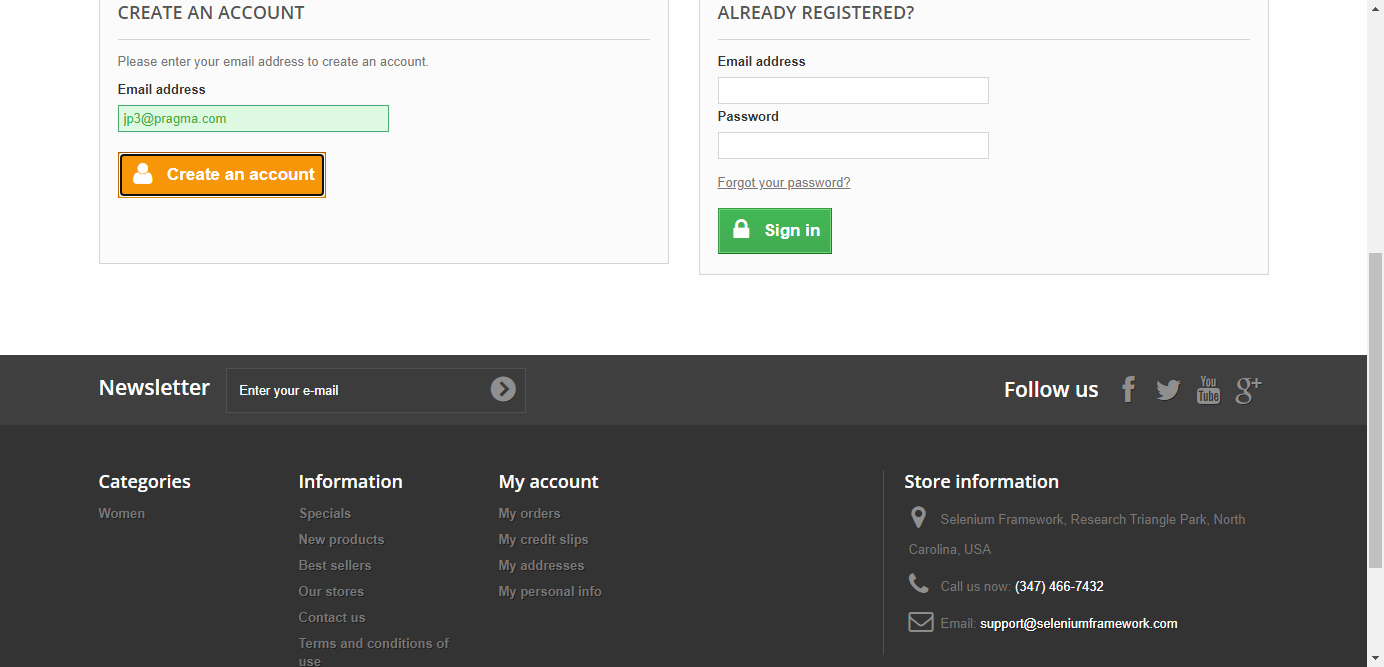 CREATE AN ACCOUNT
Please enter your email address to create an account.
Email address
jp3@pragma.com
Create an account
ALREADY REGISTERED?
Email address
Password
Forgot your password?
Sign in
Newsletter
Enter your e-mail
Follow us
You
Tube
g+
Categories
Women
Information
Specials
New products
Best sellers
Our stores
Contact us
Terms and conditions of
use
My account
My orders
My credit slips
My addresses
My personal info
Store information
Selenium Framework, Research Triangle Park, North
Carolina, USA
Call us now: (347) 466-7432
Email: support@seleniumframework.com